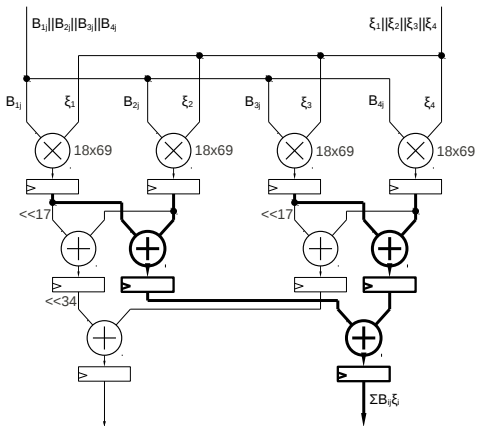 B₁ⱼ||B₂ⱼ||B₃ⱼ||B₄ⱼ ξ₁||ξ₂||ξ₃||ξ₄
B₁ⱼ ξ₁ B₂ⱼ ξ₂ B₃ⱼ ξ₃ B₄ⱼ ξ₄
18x69 18x69 18x69 18x69
<<17 <<17
<<34
ΣBᵢⱼξᵢ